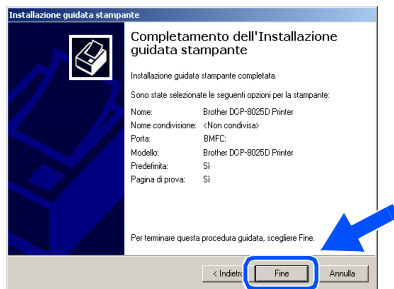 Installazione guidata stampante
Completamento dell'Installazione
guidata stampante
Installazione guidata stampante completata.
Sono state selezionate le seguenti opzioni per la stampante:
Nome: Brother DCP-8025D Printer
Nome condivisione: <Non condivisa>
Porta: BMFC:
Modello: Brother DCP-8025D Printer
Predefinita: Sì
Pagina di prova: Sì
Per terminare questa procedura guidata, scegliere Fine.
< Indietro Fine Annulla